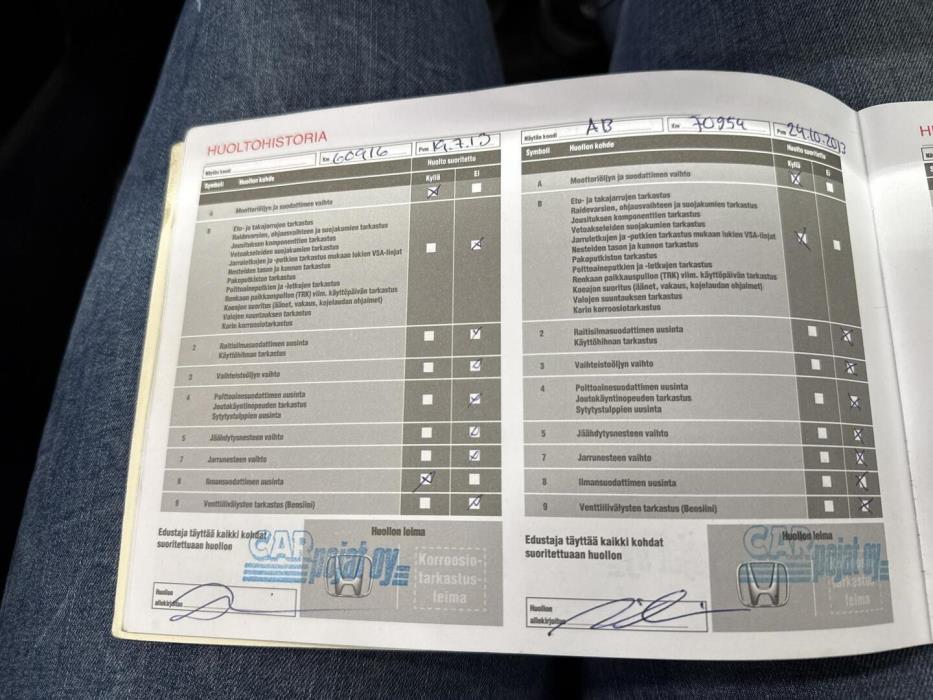 HUOLTOHISTORIA
Näytön koodi
Km 60916
Pvm 14.7.13
Symboli Huollon kohde
Huolto suoritettu
Kyllä Ei
A Moottoriöljyn ja suodattimen vaihto
B Etu- ja takajarrujen tarkastus
Raidevarsien, ohjausvaihteen ja suojakumien tarkastus
Jousituksen komponenttien tarkastus
Vetoakseleiden suojakumien tarkastus
Jarruletkujen ja -putkien tarkastus mukaan lukien VSA-linjat
Nesteiden tason ja kunnon tarkastus
Pakoputkiston tarkastus
Polttoaineputkien ja -letkujen tarkastus
Renkaan paikkauspullon (TRK) viim. käyttöpäivän tarkastus
Koeajon suoritus (äänet, vakaus, kojelaudan ohjaimet)
Valojen suuntauksen tarkastus
Korin korroosiotarkastus
2 Raitisilmasuodattimen uusinta
Käyttöhihnan tarkastus
3 Vaihteistoöljyn vaihto
4 Polttoainesuodattimen uusinta
Joutokäyntinopeuden tarkastus
Sytytystulppien uusinta
5 Jäähdytysnesteen vaihto
7 Jarrunesteen vaihto
8 Ilmansuodattimen uusinta
9 Venttiilivälysten tarkastus (Bensiini)
Edustaja täyttää kaikki kohdat
suoritettuaan huollon
Huollon leima
CAR
pojat oy
Korroosio-
tarkastus-
leima
Huollon
allekirjoitus
Näytön koodi AB
Km 70954
Pvm 24.10.2013
Symboli Huollon kohde
Huolto suoritettu
Kyllä Ei
A Moottoriöljyn ja suodattimen vaihto
B Etu- ja takajarrujen tarkastus
Raidevarsien, ohjausvaihteen ja suojakumien tarkastus
Jousituksen komponenttien tarkastus
Vetoakseleiden suojakumien tarkastus
Jarruletkujen ja -putkien tarkastus mukaan lukien VSA-linjat
Nesteiden tason ja kunnon tarkastus
Pakoputkiston tarkastus
Polttoaineputkien ja -letkujen tarkastus
Renkaan paikkauspullon (TRK) viim. käyttöpäivän tarkastus
Koeajon suoritus (äänet, vakaus, kojelaudan ohjaimet)
Valojen suuntauksen tarkastus
Korin korroosiotarkastus
2 Raitisilmasuodattimen uusinta
Käyttöhihnan tarkastus
3 Vaihteistoöljyn vaihto
4 Polttoainesuodattimen uusinta
Joutokäyntinopeuden tarkastus
Sytytystulppien uusinta
5 Jäähdytysnesteen vaihto
7 Jarrunesteen vaihto
8 Ilmansuodattimen uusinta
9 Venttiilivälysten tarkastus (Bensiini)
Edustaja täyttää kaikki kohdat
suoritettuaan huollon
Huollon leima
CAR
pojat oy
tarkastus-
leima
Huollon
allekirjoitus